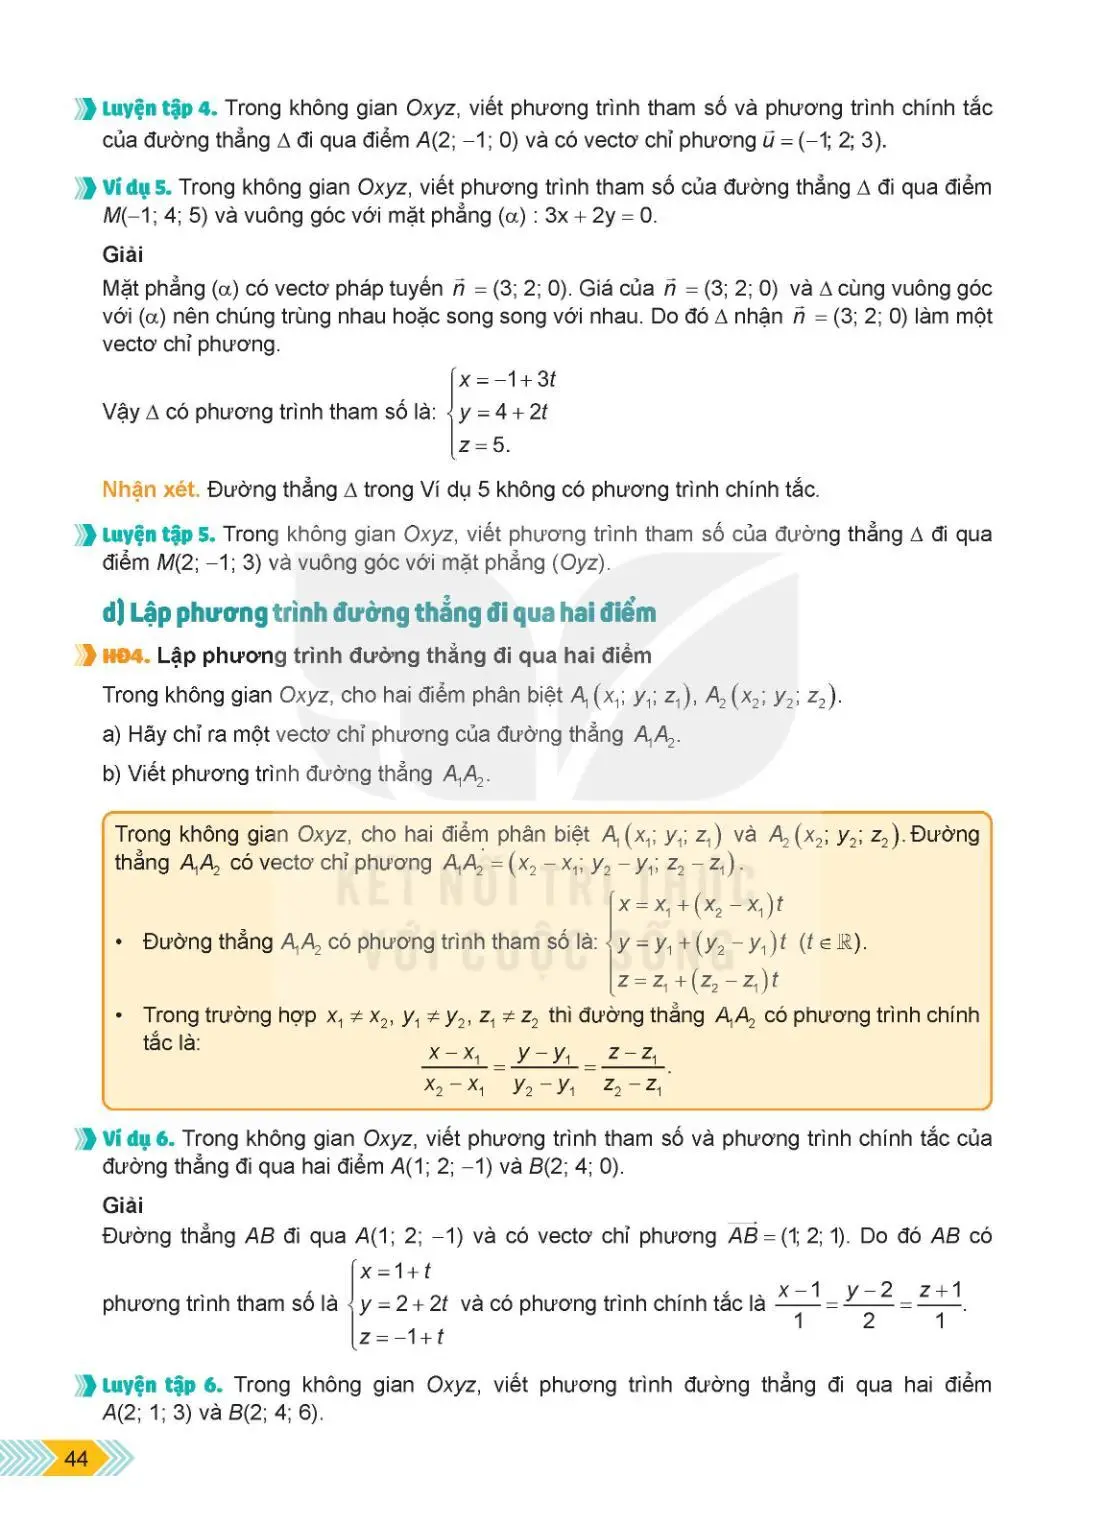 Luyện tập 4. Trong không gian Oxyz, viết phương trình tham số và phương trình chính tắc
của đường thẳng Δ đi qua điểm A(2; –1; 0) và có vectơ chỉ phương u⃗ = (–1; 2; 3).
Ví dụ 5. Trong không gian Oxyz, viết phương trình tham số của đường thẳng Δ đi qua điểm
M(–1; 4; 5) và vuông góc với mặt phẳng (α) : 3x + 2y = 0.
Giải
Mặt phẳng (α) có vectơ pháp tuyến n⃗ = (3; 2; 0). Giá của n⃗ = (3; 2; 0) và Δ cùng vuông góc
với (α) nên chúng trùng nhau hoặc song song với nhau. Do đó Δ nhận n⃗ = (3; 2; 0) làm một
vectơ chỉ phương.
Vậy Δ có phương trình tham số là: { x = –1 + 3t
y = 4 + 2t
z = 5.
Nhận xét. Đường thẳng Δ trong Ví dụ 5 không có phương trình chính tắc.
Luyện tập 5. Trong không gian Oxyz, viết phương trình tham số của đường thẳng Δ đi qua
điểm M(2; –1; 3) và vuông góc với mặt phẳng (Oyz).
d) Lập phương trình đường thẳng đi qua hai điểm
HĐ4. Lập phương trình đường thẳng đi qua hai điểm
Trong không gian Oxyz, cho hai điểm phân biệt A₁(x₁; y₁; z₁), A₂(x₂; y₂; z₂).
a) Hãy chỉ ra một vectơ chỉ phương của đường thẳng A₁A₂.
b) Viết phương trình đường thẳng A₁A₂.
Trong không gian Oxyz, cho hai điểm phân biệt A₁(x₁; y₁; z₁) và A₂(x₂; y₂; z₂). Đường
thẳng A₁A₂ có vectơ chỉ phương A₁A₂ = (x₂ – x₁; y₂ – y₁; z₂ – z₁).
KẾT NỐI TRI THỨC
VỚI CUỘC SỐNG
• Đường thẳng A₁A₂ có phương trình tham số là: { x = x₁ + (x₂ – x₁)t
y = y₁ + (y₂ – y₁)t (t ∈ ℝ).
z = z₁ + (z₂ – z₁)t
• Trong trường hợp x₁ ≠ x₂, y₁ ≠ y₂, z₁ ≠ z₂ thì đường thẳng A₁A₂ có phương trình chính
tắc là:
(x – x₁)/(x₂ – x₁) = (y – y₁)/(y₂ – y₁) = (z – z₁)/(z₂ – z₁).
Ví dụ 6. Trong không gian Oxyz, viết phương trình tham số và phương trình chính tắc của
đường thẳng đi qua hai điểm A(1; 2; –1) và B(2; 4; 0).
Giải
Đường thẳng AB đi qua A(1; 2; –1) và có vectơ chỉ phương AB⃗ = (1; 2; 1). Do đó AB có
phương trình tham số là { x = 1 + t
y = 2 + 2t
z = –1 + t
và có phương trình chính tắc là (x – 1)/1 = (y – 2)/2 = (z + 1)/1.
Luyện tập 6. Trong không gian Oxyz, viết phương trình đường thẳng đi qua hai điểm
A(2; 1; 3) và B(2; 4; 6).
44